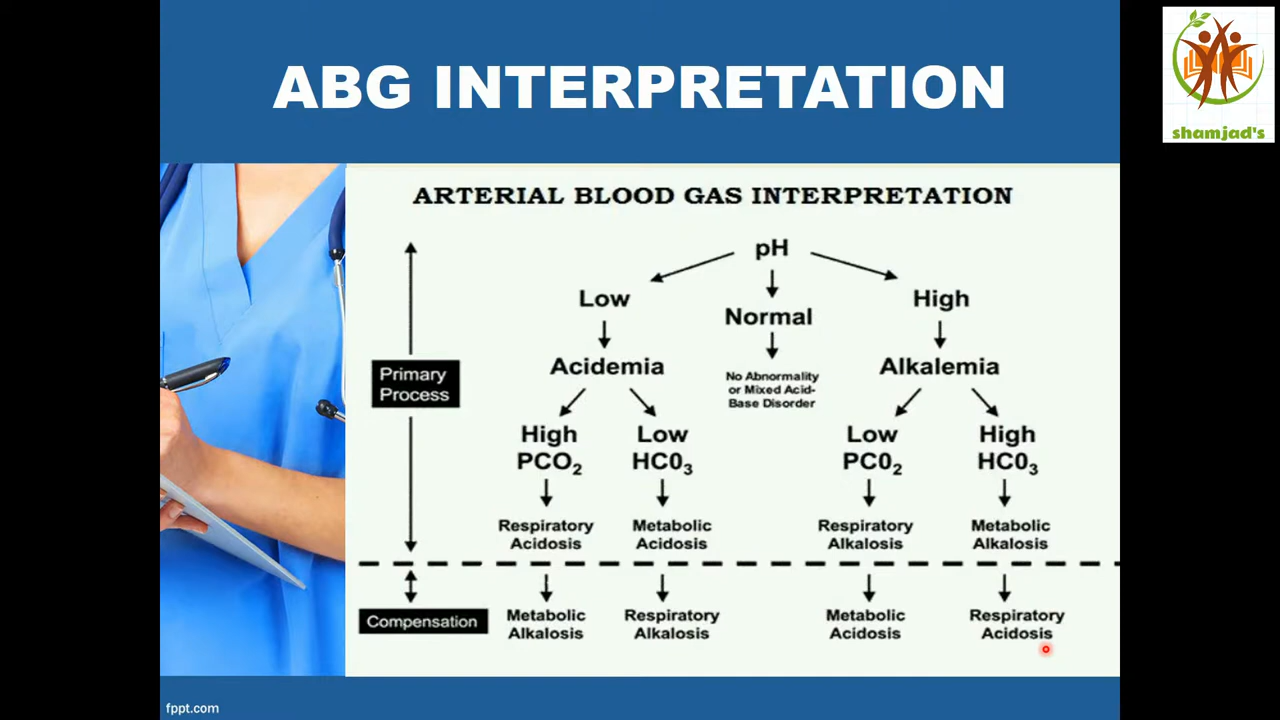 ABG INTERPRETATION
shamjad's
ARTERIAL BLOOD GAS INTERPRETATION
pH
Low
Normal
High
Acidemia
No Abnormality
or Mixed Acid-
Base Disorder
Alkalemia
Primary
Process
High
PCO₂
Low
HC0₃
Low
PC0₂
High
HC0₃
Respiratory
Acidosis
Metabolic
Acidosis
Respiratory
Alkalosis
Metabolic
Alkalosis
Compensation
Metabolic
Alkalosis
Respiratory
Alkalosis
Metabolic
Acidosis
Respiratory
Acidosis
fppt.com